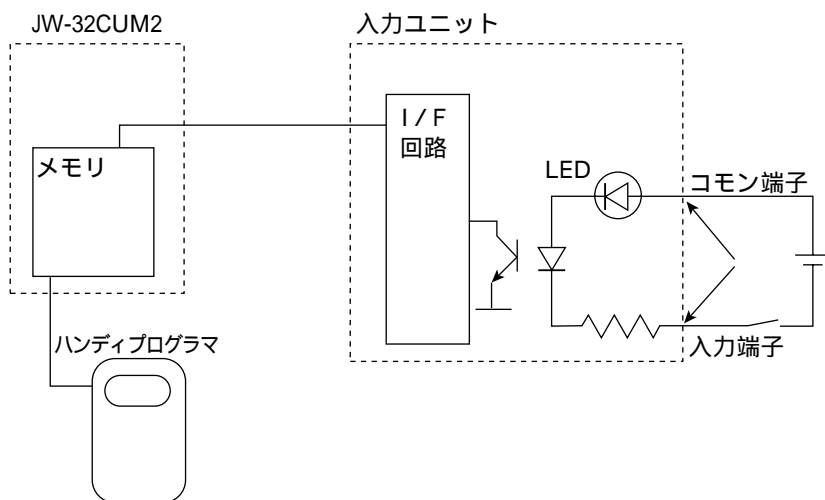 JW-32CUM2
入力ユニット
I/F
回路
メモリ
LED
コモン端子
入力端子
ハンディプログラマ